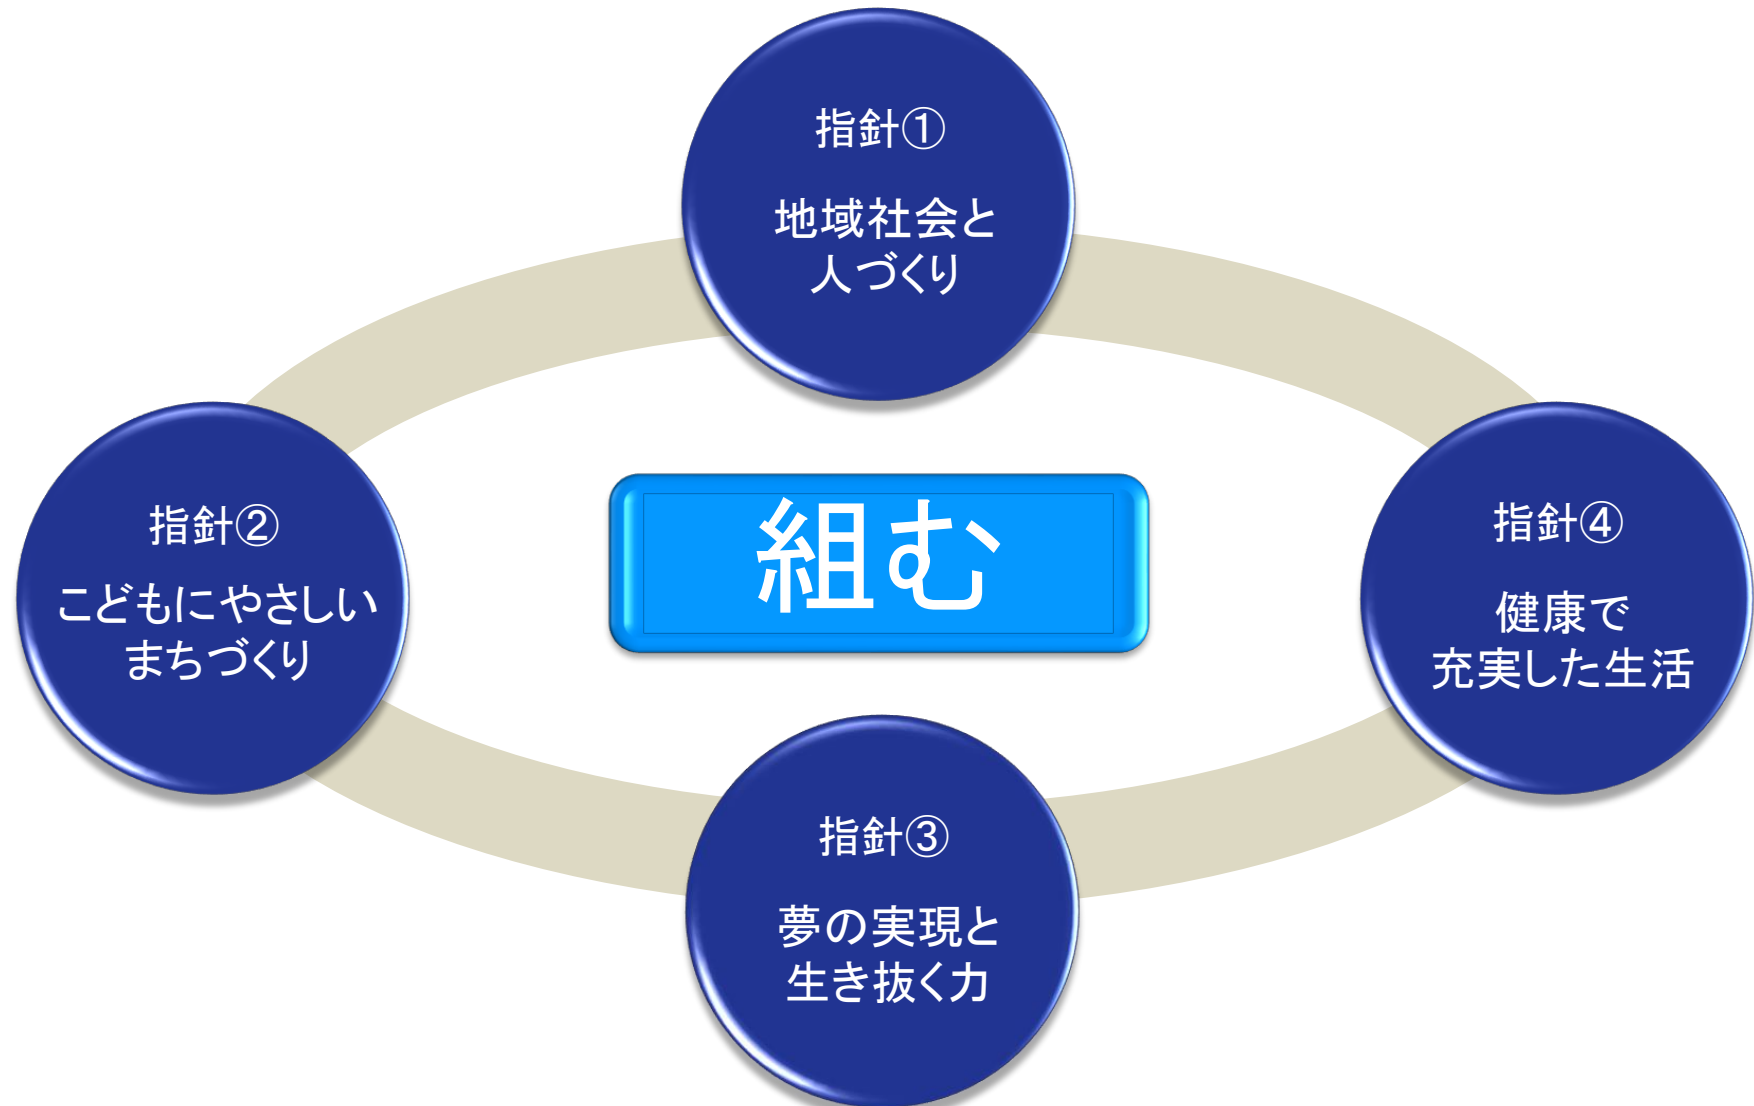 指針①
地域社会と
人づくり
指針②
こどもにやさしい
まちづくり
組む
指針④
健康で
充実した生活
指針③
夢の実現と
生き抜く力